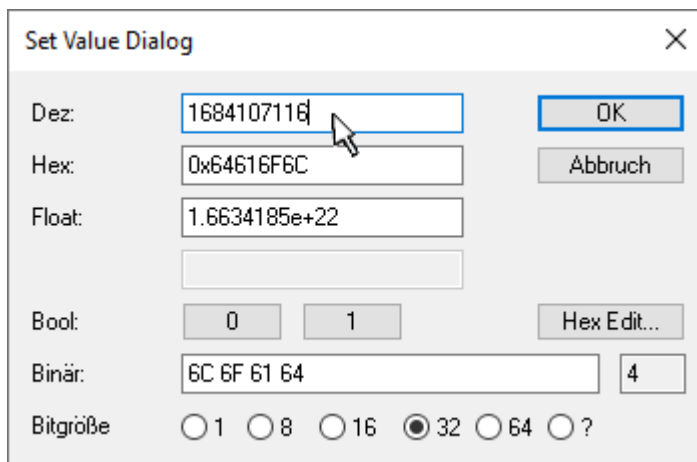 Set Value Dialog
Dez: 1684107116 OK
Hex: 0x64616F6C Abbruch
Float: 1.6634185e+22
Bool: 0 1 Hex Edit...
Binär: 6C 6F 61 64 4
Bitgröße 1 8 16 32 64 ?